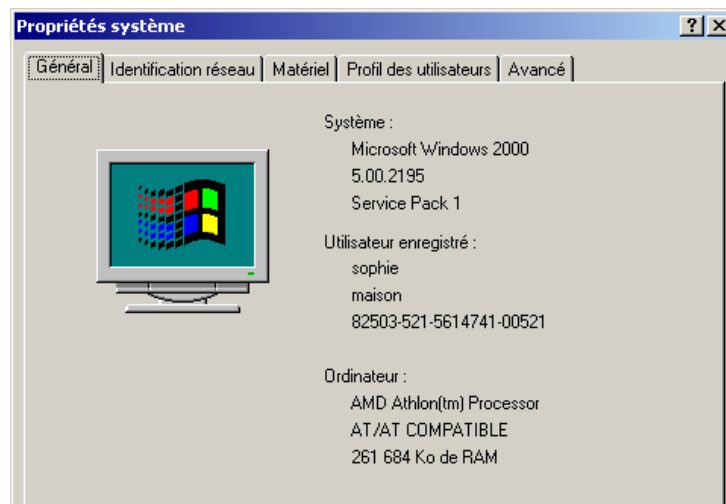 Propriétés système
Général Identification réseau Matériel Profil des utilisateurs Avancé
Système :
Microsoft Windows 2000
5.00.2195
Service Pack 1
Utilisateur enregistré :
sophie
maison
82503-521-5614741-00521
Ordinateur :
AMD Athlon(tm) Processor
AT/AT COMPATIBLE
261 684 Ko de RAM